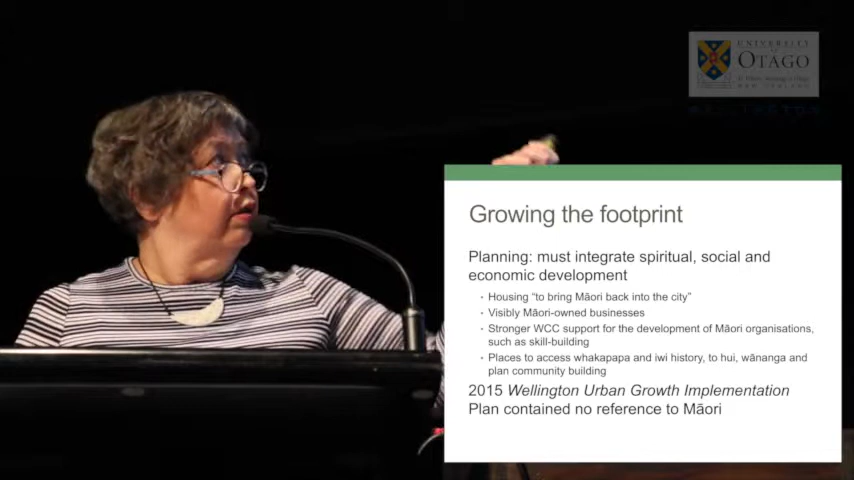 UNIVERSITY
of
OTAGO
NEW ZEALAND
Growing the footprint
Planning: must integrate spiritual, social and
economic development
• Housing “to bring Māori back into the city”
• Visibly Māori-owned businesses
• Stronger WCC support for the development of Māori organisations,
such as skill-building
• Places to access whakapapa and iwi history, to hui, wānanga and
plan community building
2015 Wellington Urban Growth Implementation
Plan contained no reference to Māori